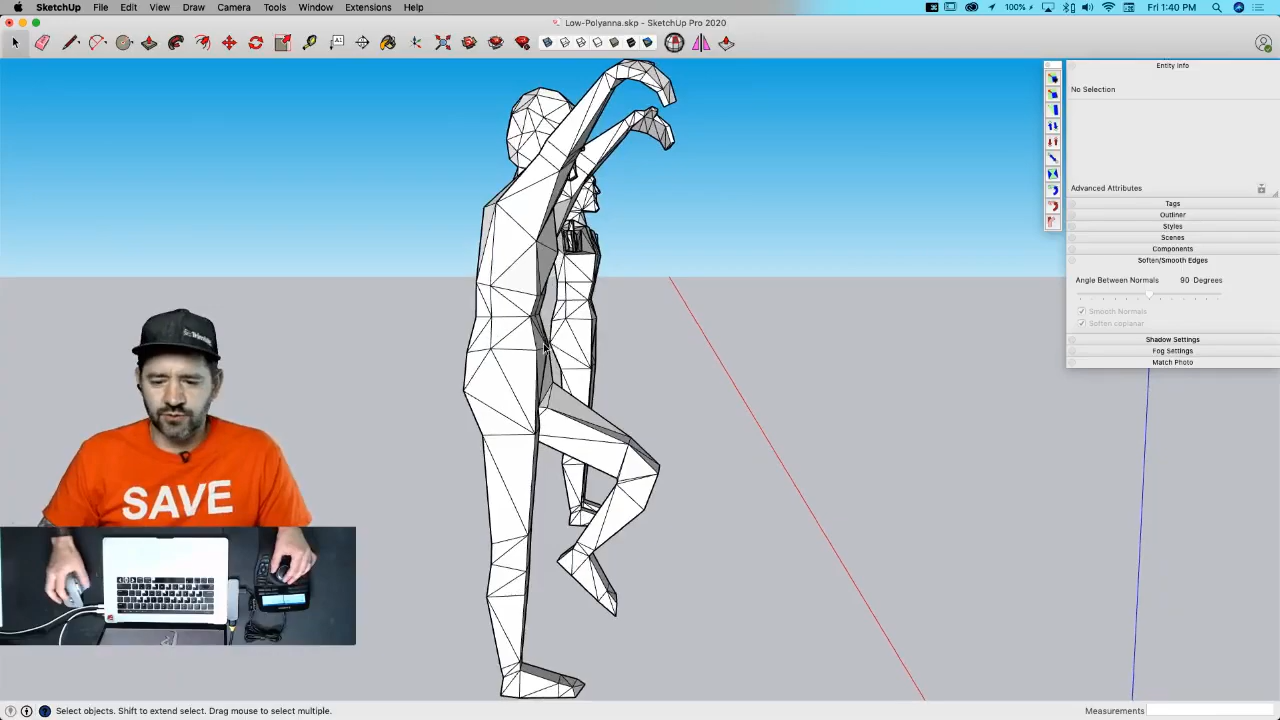 SketchUp File Edit View Draw Camera Tools Window Extensions Help
100% Fri 1:40 PM
Low-Polyanna.skp - SketchUp Pro 2020
Entity Info
No Selection
Advanced Attributes
Tags
Outliner
Styles
Scenes
Components
Soften/Smooth Edges
Angle Between Normals 90 Degrees
Smooth Normals
Soften coplanar
Shadow Settings
Fog Settings
Match Photo
Trimble
SAVE
Select objects. Shift to extend select. Drag mouse to select multiple.
Measurements